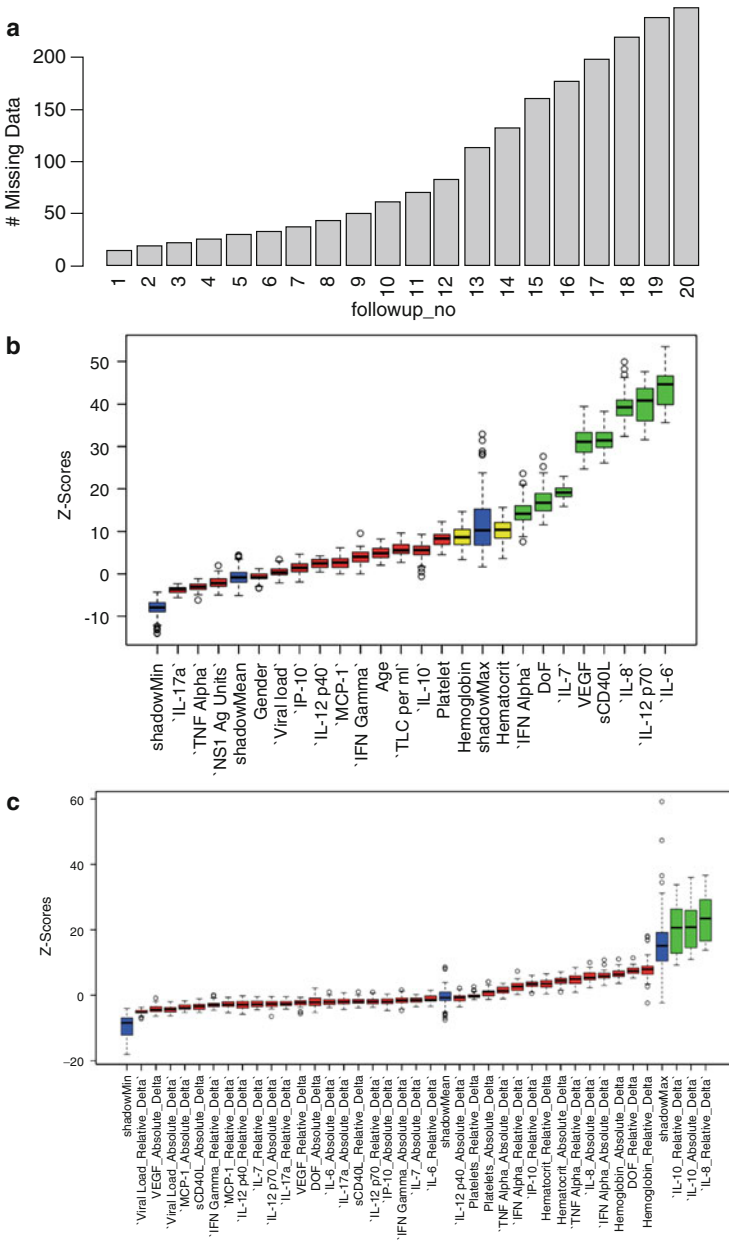 a
# Missing Data
200
150
100
50
0
1 2 3 4 5 6 7 8 9 10 11 12 13 14 15 16 17 18 19 20
followup_no
b
Z-Scores
50
40
30
20
10
0
-10
shadowMin
`IL-17a`
`TNF Alpha`
`NS1 Ag Units`
shadowMean
Gender
`Viral load`
`IP-10`
`IL-12 p40`
`MCP-1`
`IFN Gamma`
Age
`TLC per ml`
`IL-10`
Platelet
Hemoglobin
shadowMax
Hematocrit
`IFN Alpha`
DoF
`IL-7`
VEGF
sCD40L
`IL-8`
`IL-12 p70`
`IL-6`
c
Z-Scores
60
40
20
0
−20
shadowMin
`Viral Load_Relative_Delta`
VEGF_Absolute_Delta
`Viral Load_Absolute_Delta`
`MCP-1_Absolute_Delta`
sCD40L_Absolute_Delta
`IFN Gamma_Relative_Delta`
`MCP-1_Relative_Delta`
`IL-12 p40_Relative_Delta`
`IL-7_Relative_Delta`
`IL-12 p70_Absolute_Delta`
`IL-17a_Relative_Delta`
VEGF_Relative_Delta
DOF_Absolute_Delta
`IL-6_Absolute_Delta`
`IL-17a_Absolute_Delta`
sCD40L_Relative_Delta
`IL-12 p70_Relative_Delta`
`IP-10_Absolute_Delta`
`IFN Gamma_Absolute_Delta`
`IL-7_Absolute_Delta`
`IL-6_Relative_Delta`
shadowMean
`IL-12 p40_Absolute_Delta`
Platelets_Relative_Delta
Platelets_Absolute_Delta
`TNF Alpha_Absolute_Delta`
`IFN Alpha_Relative_Delta`
`IP-10_Relative_Delta`
Hematocrit_Relative_Delta
Hematocrit_Absolute_Delta
`TNF Alpha_Relative_Delta`
`IL-8_Absolute_Delta`
`IFN Alpha_Absolute_Delta`
Hemoglobin_Absolute_Delta
DOF_Relative_Delta
Hemoglobin_Relative_Delta
shadowMax
`IL-10_Relative_Delta`
`IL-10_Absolute_Delta`
`IL-8_Relative_Delta`